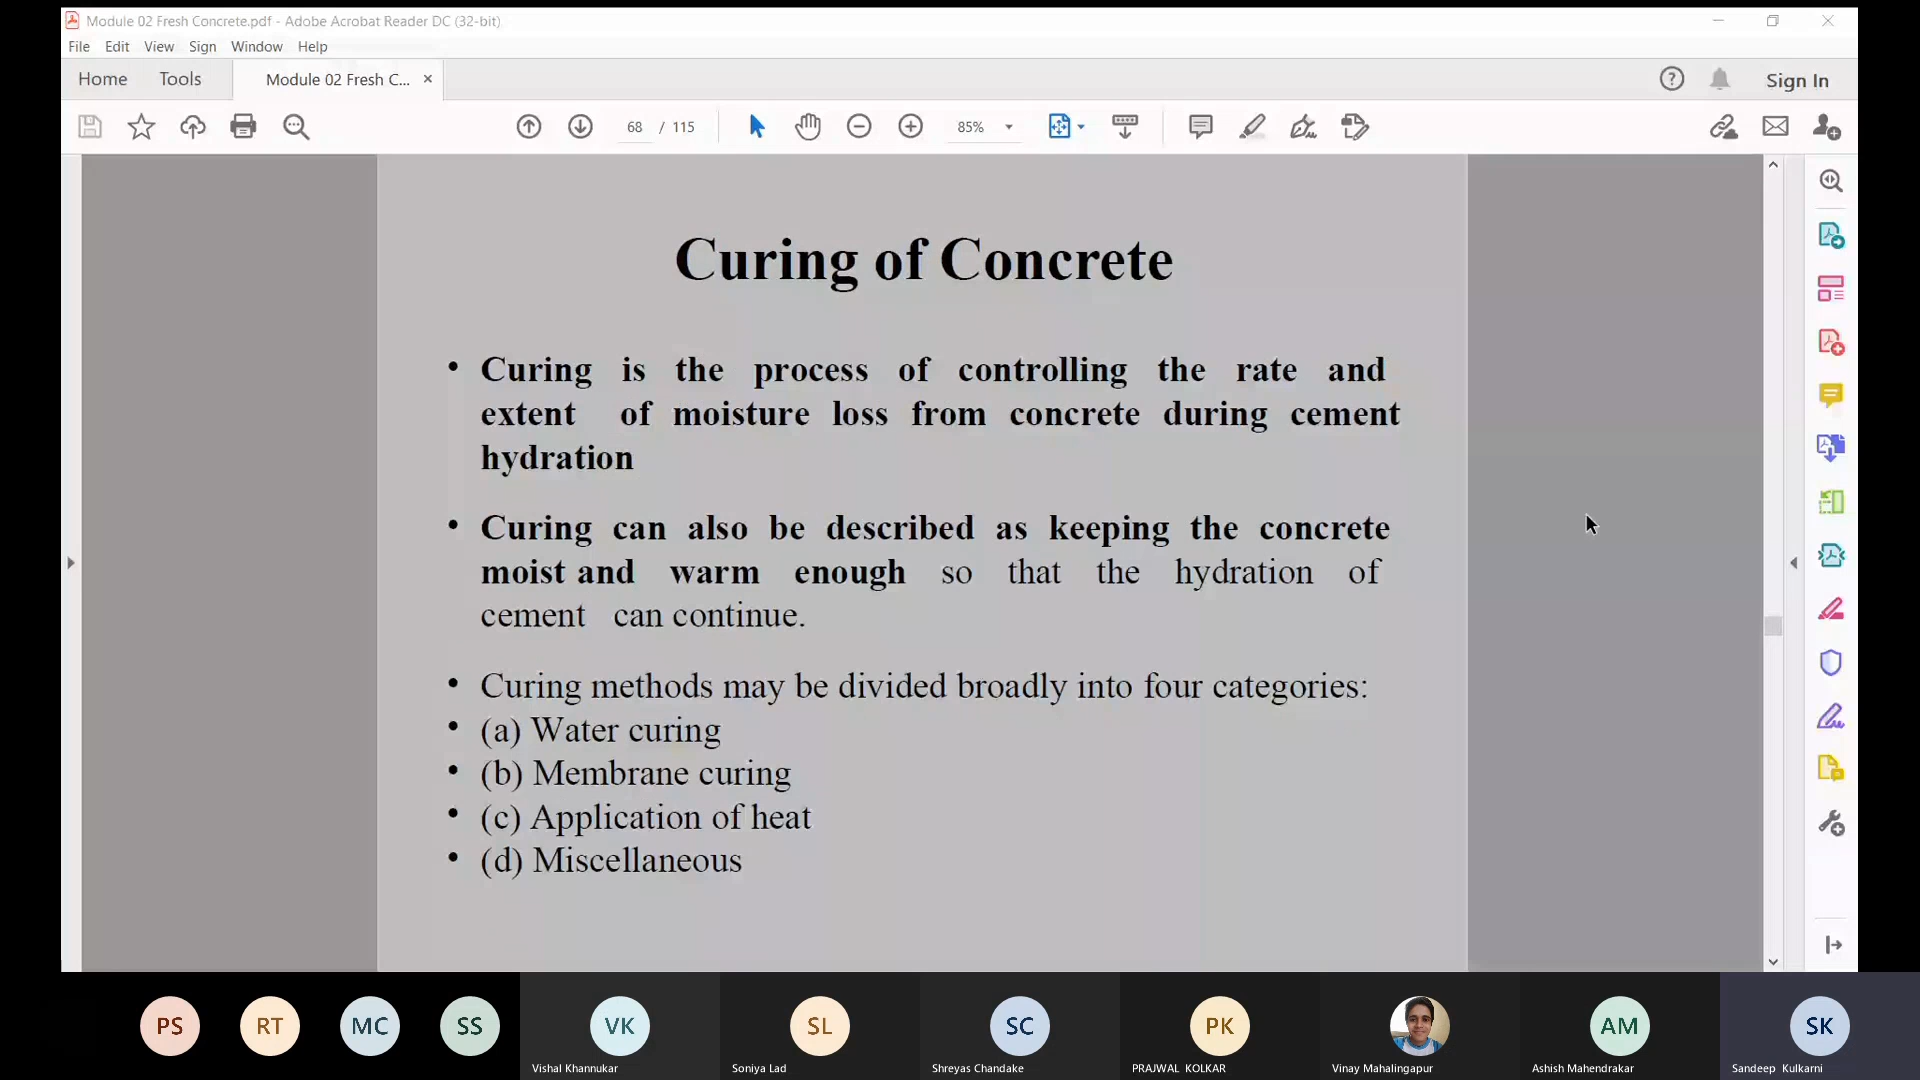 Module 02 Fresh Concrete.pdf - Adobe Acrobat Reader DC (32-bit)
File Edit View Sign Window Help
Home Tools Module 02 Fresh C... × Sign In
68 / 115 85%
Curing of Concrete
• Curing is the process of controlling the rate and
extent of moisture loss from concrete during cement
hydration
• Curing can also be described as keeping the concrete
moist and warm enough so that the hydration of
cement can continue.
• Curing methods may be divided broadly into four categories:
• (a) Water curing
• (b) Membrane curing
• (c) Application of heat
• (d) Miscellaneous
PS RT MC SS VK SL SC PK AM SK
Vishal Khannukar Soniya Lad Shreyas Chandake PRAJWAL KOLKAR Vinay Mahalingapur Ashish Mahendrakar Sandeep Kulkarni